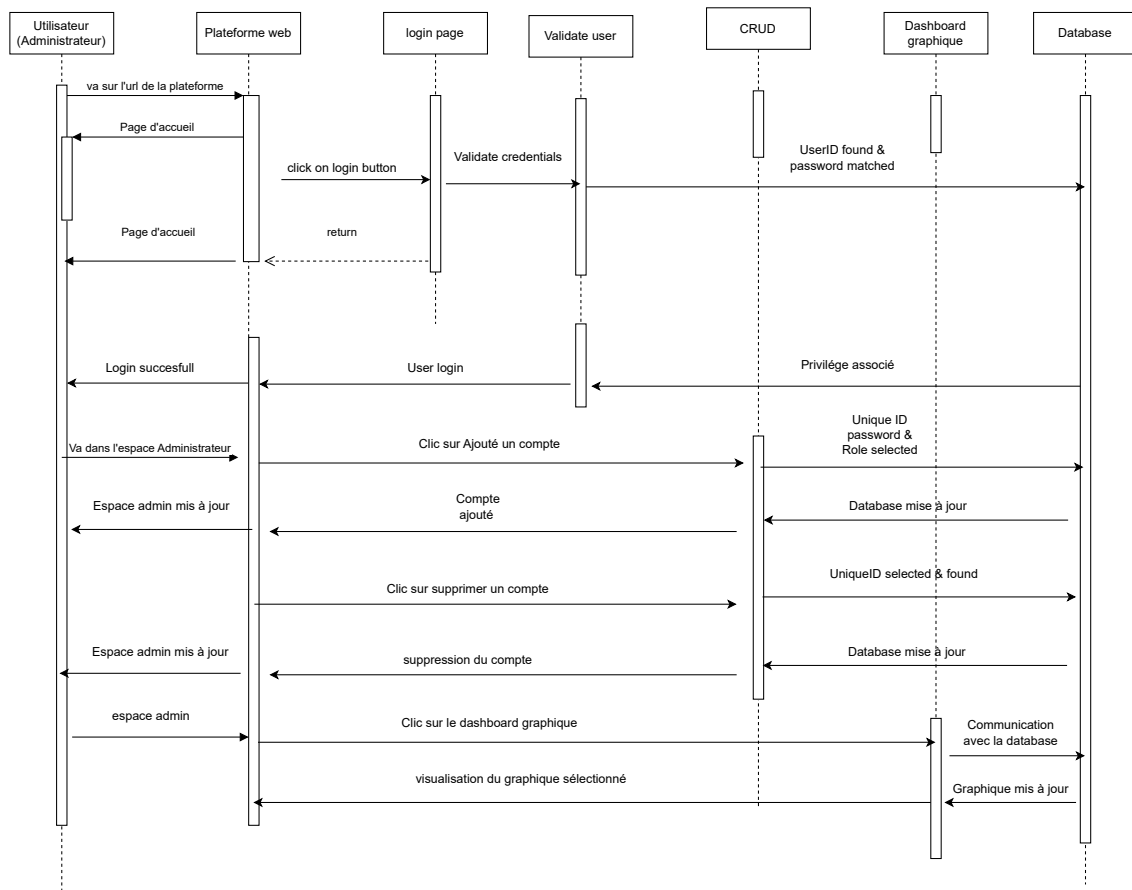 Utilisateur
(Administrateur)
Plateforme web
login page
Validate user
CRUD
Dashboard
graphique
Database
va sur l'url de la plateforme
Page d'accueil
click on login button
Validate credentials
UserID found &
password matched
Page d'accueil
return
Login succesfull
User login
Privilége associé
Va dans l'espace Administrateur
Clic sur Ajouté un compte
Unique ID
password &
Role selected
Espace admin mis à jour
Compte
ajouté
Database mise à jour
Clic sur supprimer un compte
UniqueID selected & found
Espace admin mis à jour
suppression du compte
Database mise à jour
espace admin
Clic sur le dashboard graphique
Communication
avec la database
visualisation du graphique sélectionné
Graphique mis à jour